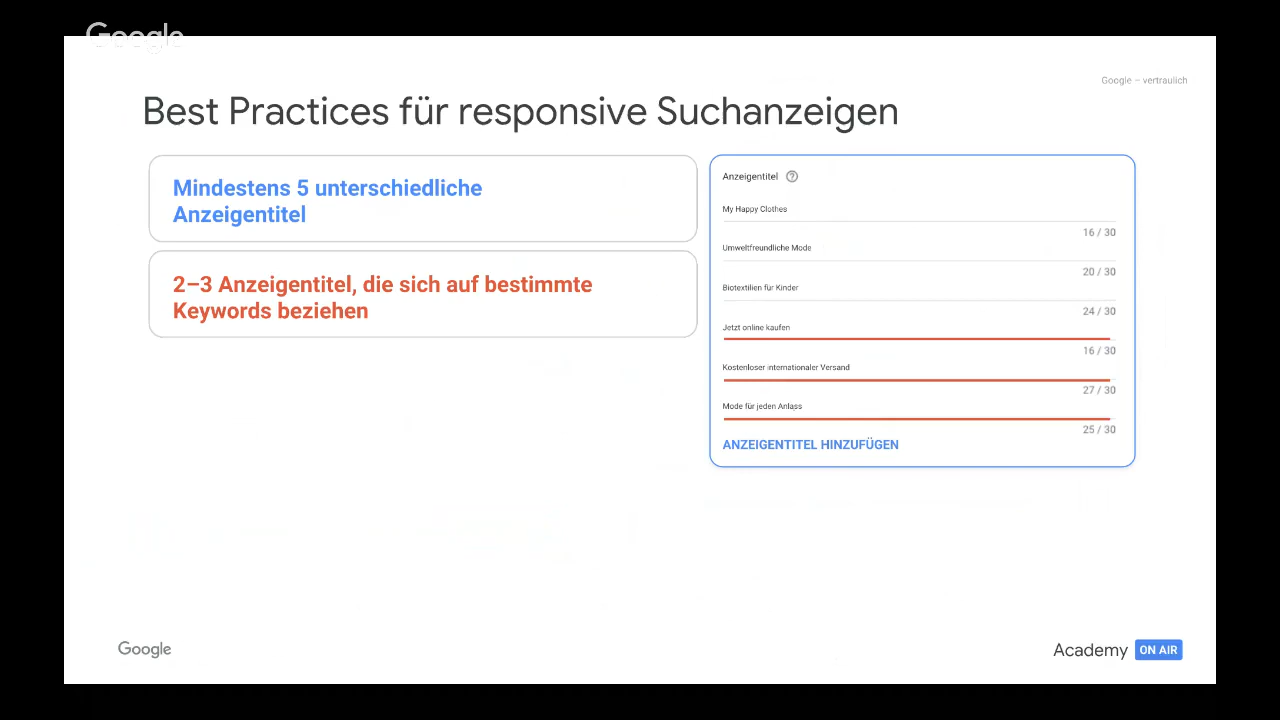 Google
Google – vertraulich
Best Practices für responsive Suchanzeigen
Mindestens 5 unterschiedliche
Anzeigentitel
2–3 Anzeigentitel, die sich auf bestimmte
Keywords beziehen
Anzeigentitel ?
My Happy Clothes
16 / 30
Umweltfreundliche Mode
20 / 30
Biotextilien für Kinder
24 / 30
Jetzt online kaufen
16 / 30
Kostenloser internationaler Versand
27 / 30
Mode für jeden Anlass
25 / 30
ANZEIGENTITEL HINZUFÜGEN
Google
Academy ON AIR